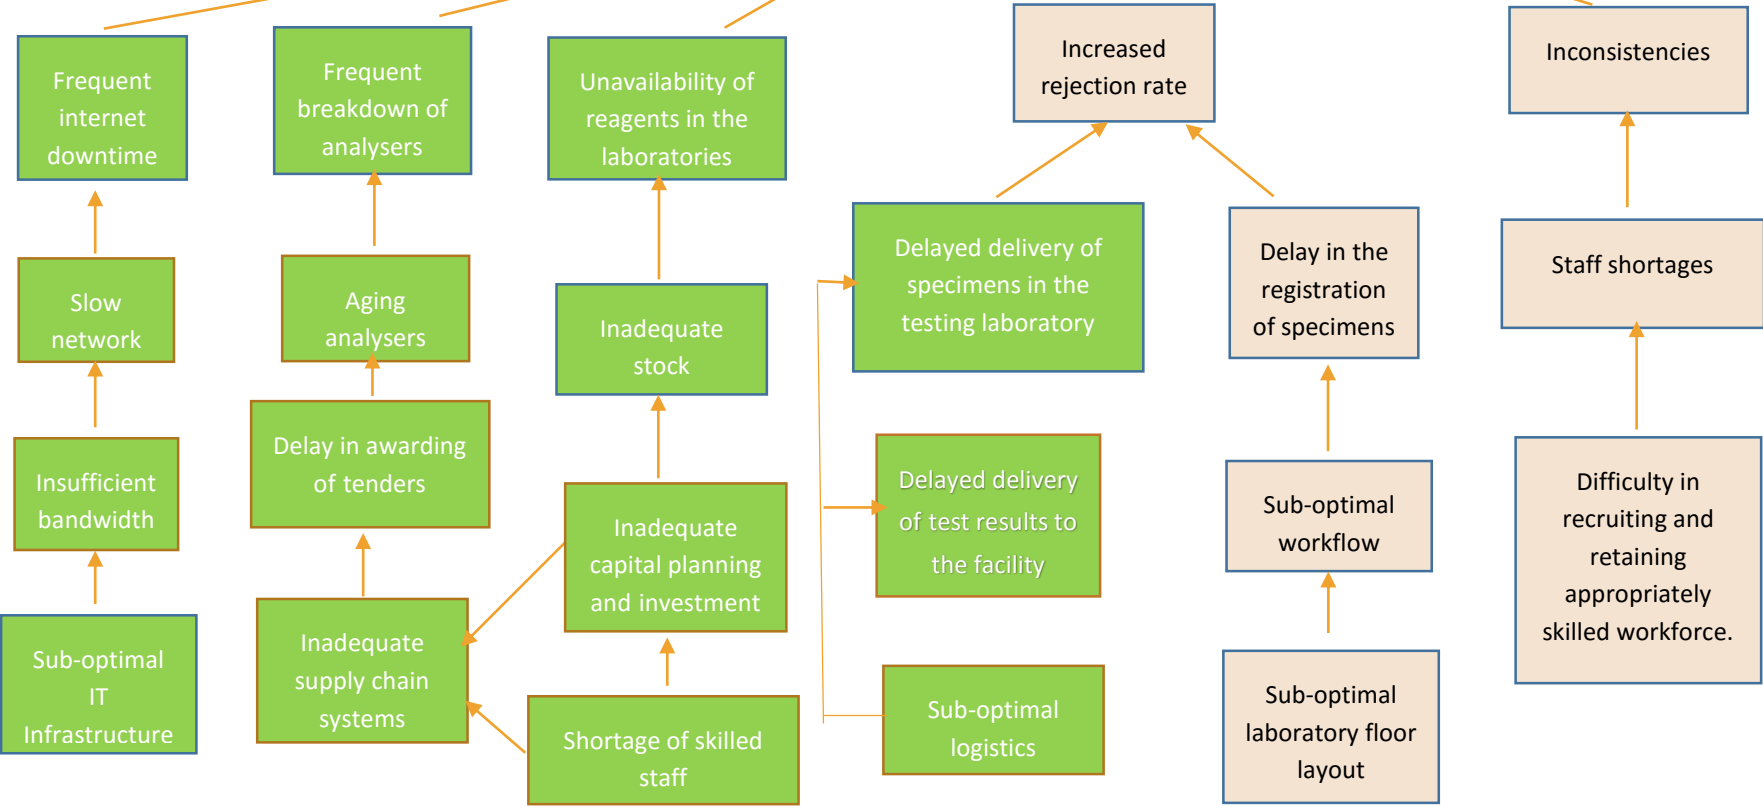 Frequent
internet
downtime
Slow
network
Insufficient
bandwidth
Sub-optimal
IT
Infrastructure
Frequent
breakdown of
analysers
Aging
analysers
Delay in awarding
of tenders
Inadequate
supply chain
systems
Unavailability of
reagents in the
laboratories
Inadequate
stock
Inadequate
capital planning
and investment
Shortage of skilled
staff
Increased
rejection rate
Delayed delivery of
specimens in the
testing laboratory
Delayed delivery
of test results to
the facility
Sub-optimal
logistics
Delay in the
registration
of specimens
Sub-optimal
workflow
Sub-optimal
laboratory floor
layout
Inconsistencies
Staff shortages
Difficulty in
recruiting and
retaining
appropriately
skilled workforce.